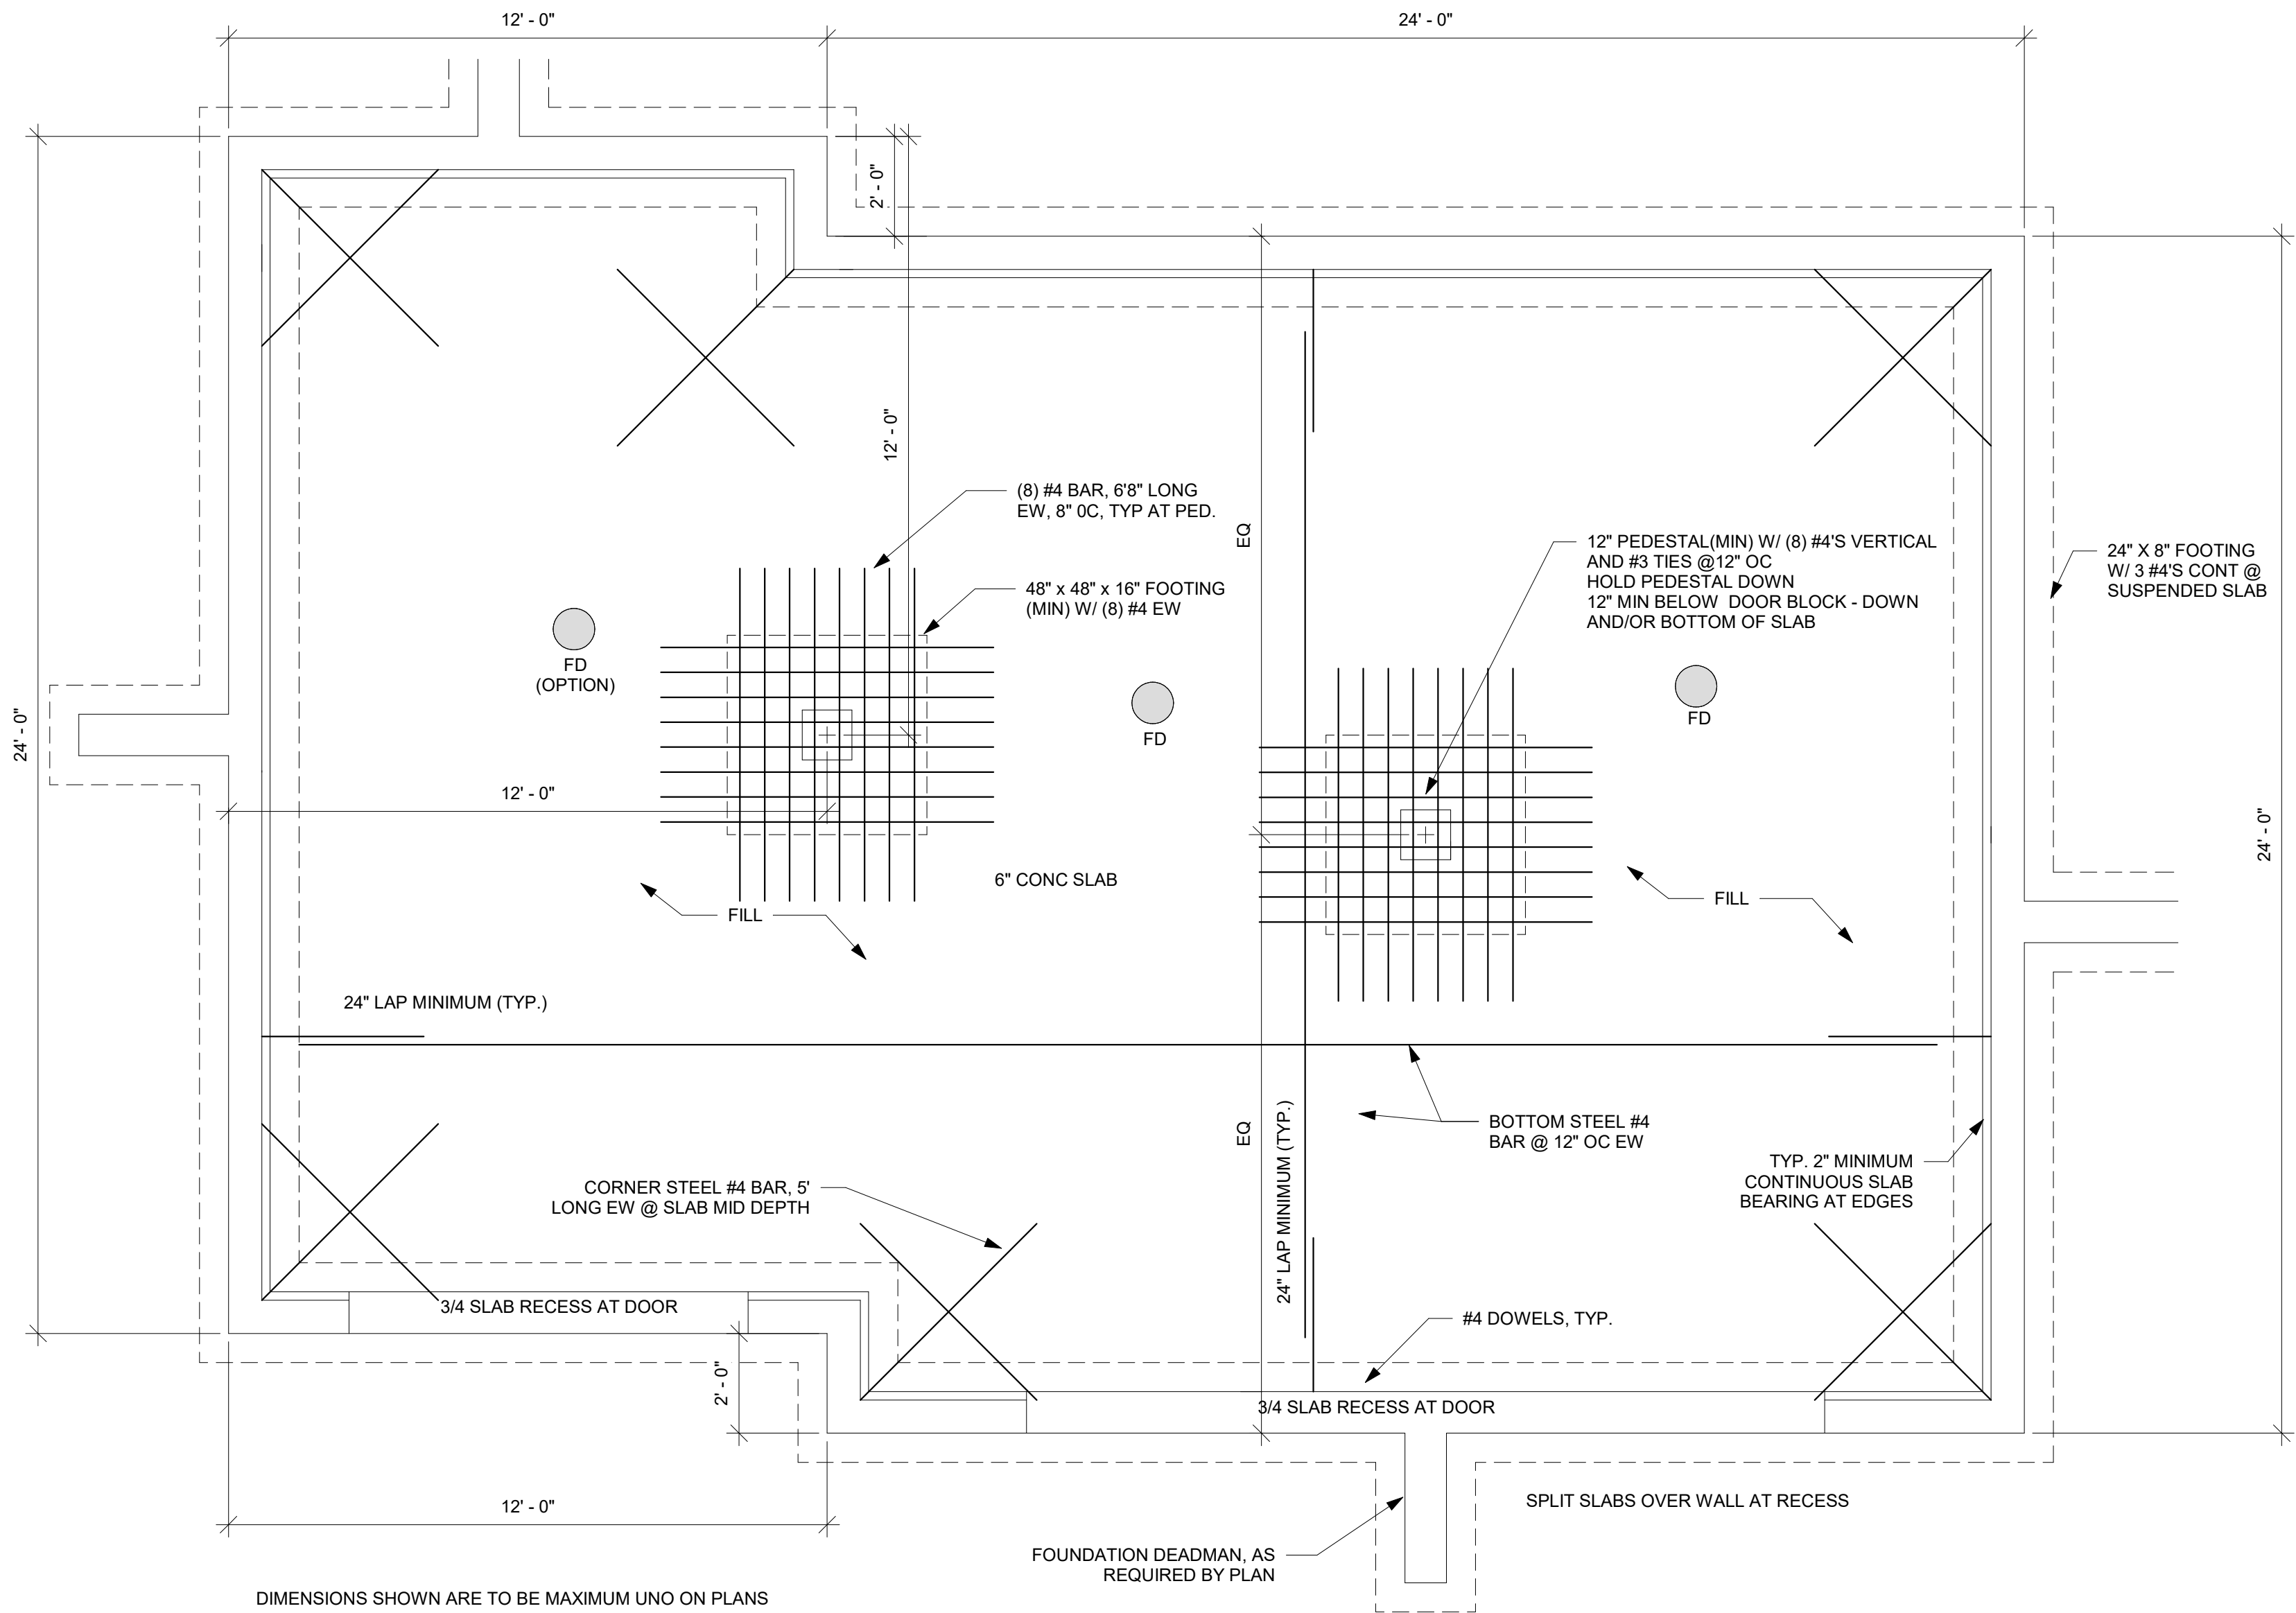 12' - 0"
24' - 0"
2' - 0"
12' - 0"
(8) #4 BAR, 6'8" LONG
EW, 8" 0C, TYP AT PED.
EQ
12" PEDESTAL(MIN) W/ (8) #4'S VERTICAL
AND #3 TIES @12" OC
HOLD PEDESTAL DOWN
12" MIN BELOW DOOR BLOCK - DOWN
AND/OR BOTTOM OF SLAB
24" X 8" FOOTING
W/ 3 #4'S CONT @
SUSPENDED SLAB
48" x 48" x 16" FOOTING
(MIN) W/ (8) #4 EW
FD
(OPTION)
FD
FD
24' - 0"
12' - 0"
24' - 0"
6" CONC SLAB
FILL
FILL
24" LAP MINIMUM (TYP.)
EQ
24" LAP MINIMUM (TYP.)
BOTTOM STEEL #4
BAR @ 12" OC EW
TYP. 2" MINIMUM
CONTINUOUS SLAB
BEARING AT EDGES
CORNER STEEL #4 BAR, 5'
LONG EW @ SLAB MID DEPTH
3/4 SLAB RECESS AT DOOR
#4 DOWELS, TYP.
2' - 0"
3/4 SLAB RECESS AT DOOR
12' - 0"
SPLIT SLABS OVER WALL AT RECESS
FOUNDATION DEADMAN, AS
REQUIRED BY PLAN
DIMENSIONS SHOWN ARE TO BE MAXIMUM UNO ON PLANS